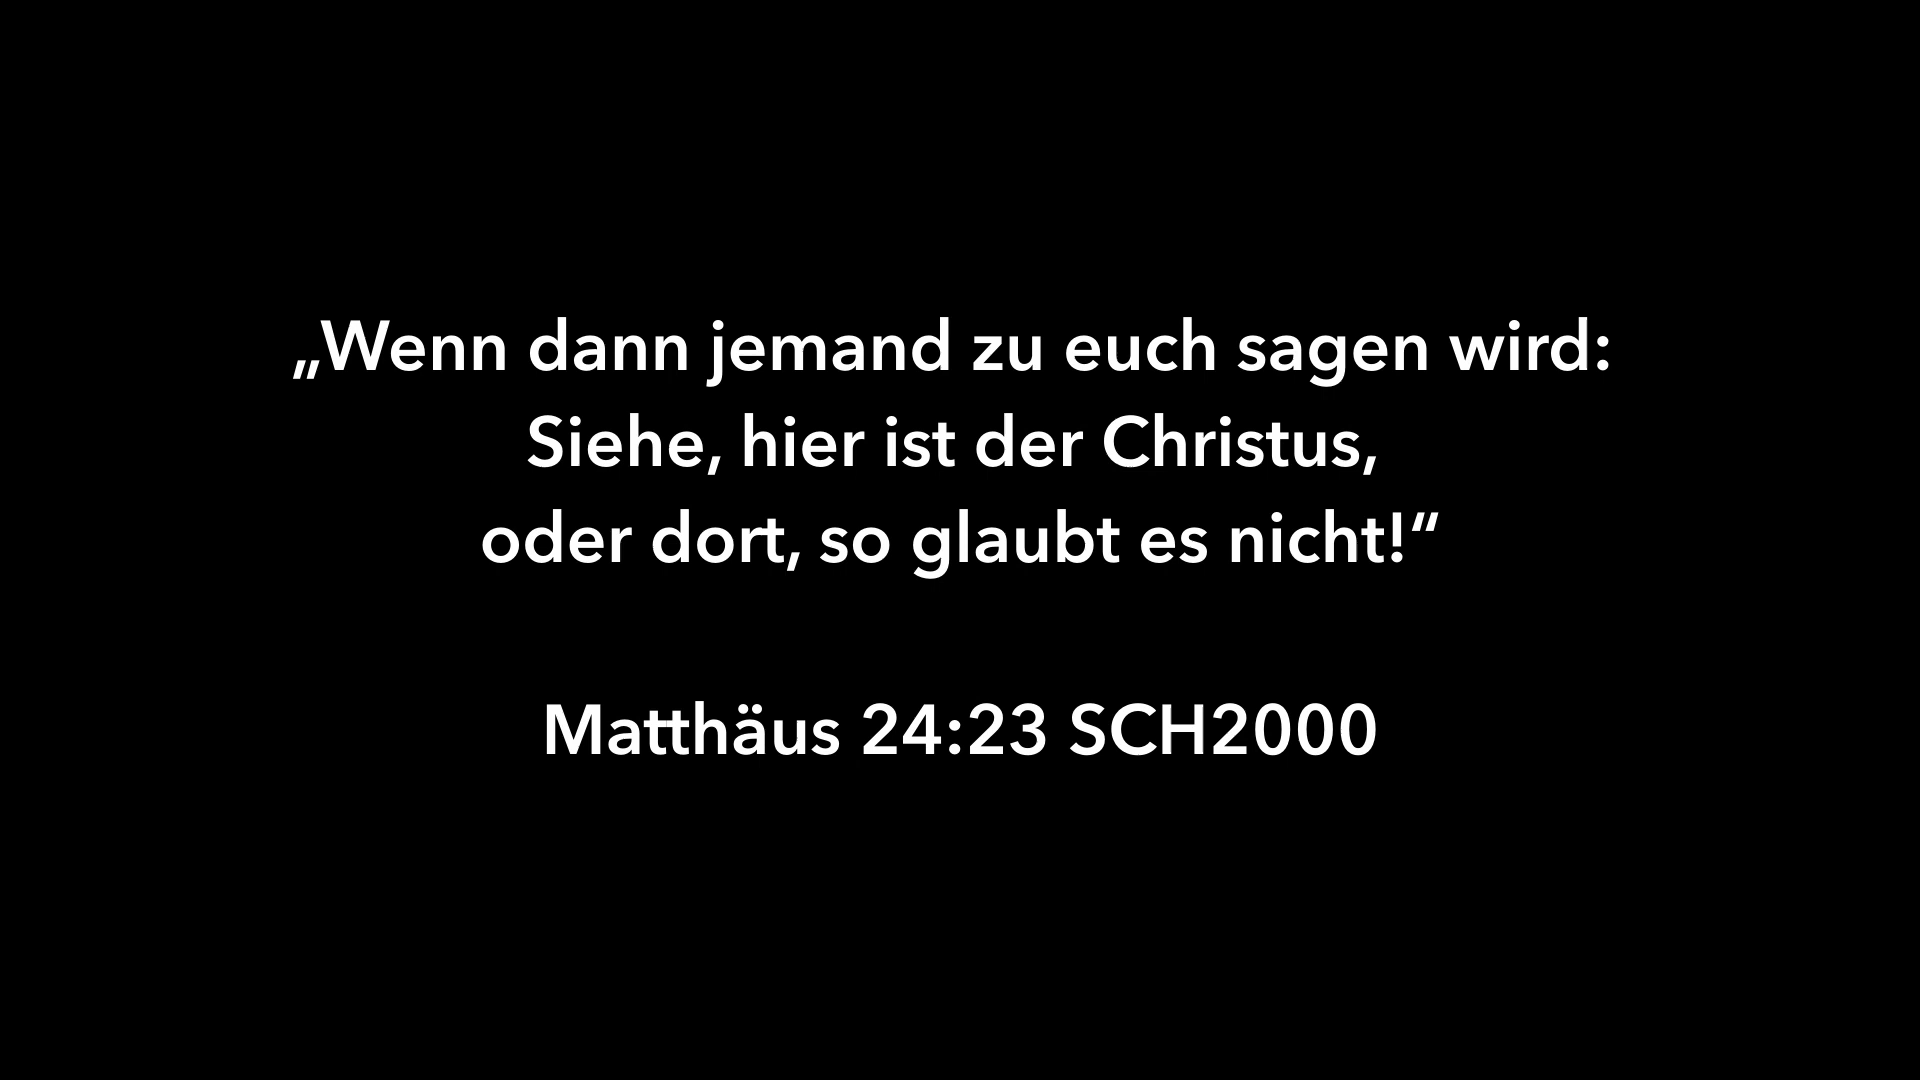 „Wenn dann jemand zu euch sagen wird:
Siehe, hier ist der Christus,
oder dort, so glaubt es nicht!“
Matthäus 24:23 SCH2000